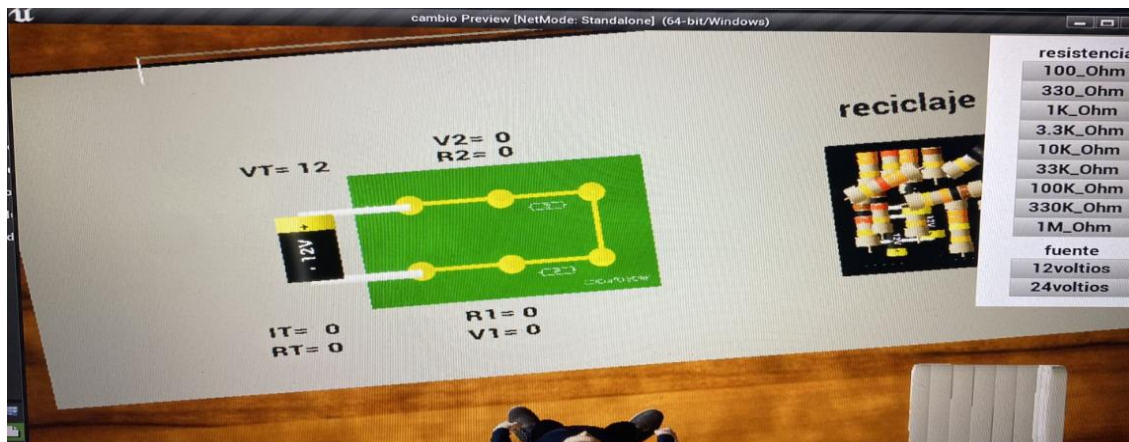 cambio Preview [NetMode: Standalone] (64-bit/Windows)
resistencia
100_Ohm
330_Ohm
1K_Ohm
3.3K_Ohm
10K_Ohm
33K_Ohm
100K_Ohm
330K_Ohm
1M_Ohm
fuente
12voltios
24voltios
reciclaje
V2= 0
R2= 0
VT= 12
+
- 12V
R1= 0
V1= 0
IT= 0
RT= 0